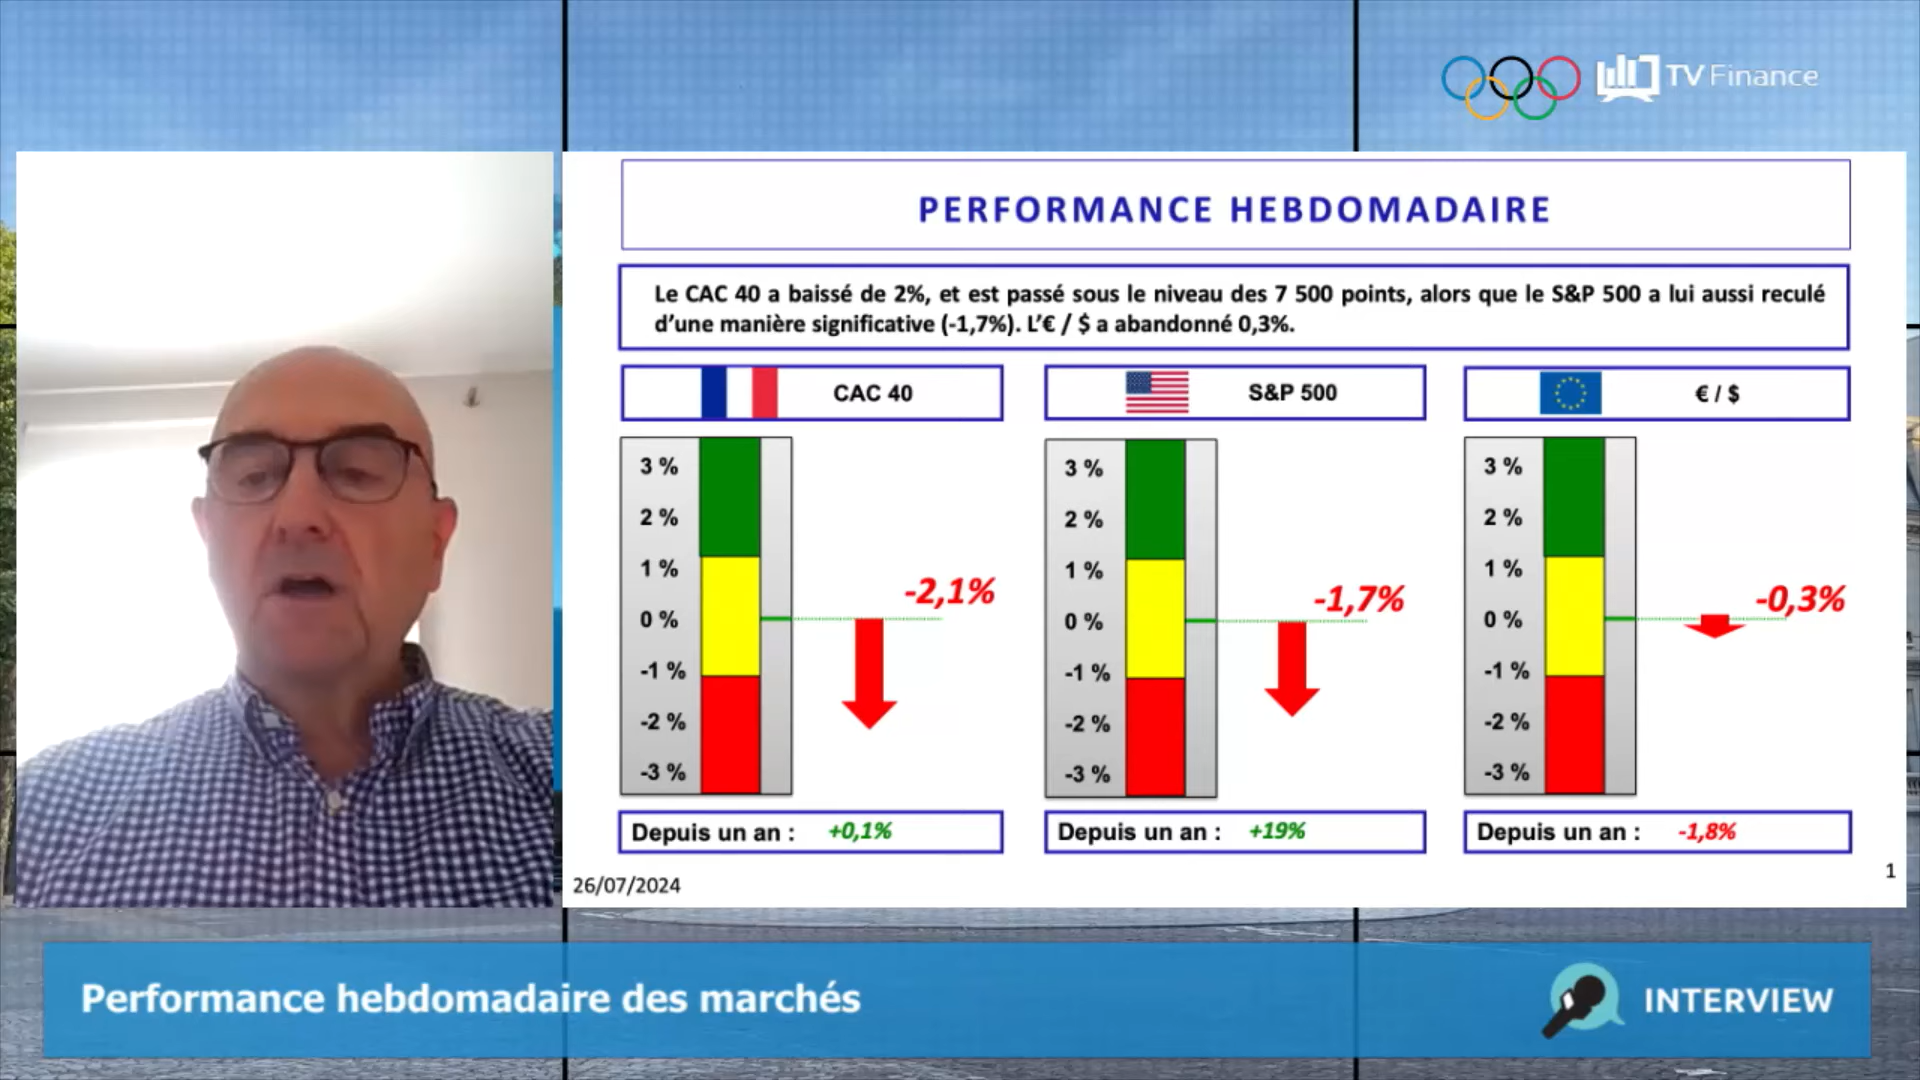 TV Finance
PERFORMANCE HEBDOMADAIRE
Le CAC 40 a baissé de 2%, et est passé sous le niveau des 7 500 points, alors que le S&P 500 a lui aussi reculé
d'une manière significative (-1,7%). L'€ / $ a abandonné 0,3%.
CAC 40
3 %
2 %
1 %
0 %
-1 %
-2 %
-3 %
-2,1%
Depuis un an : +0,1%
S&P 500
3 %
2 %
1 %
0 %
-1 %
-2 %
-3 %
-1,7%
Depuis un an : +19%
€ / $
3 %
2 %
1 %
0 %
-1 %
-2 %
-3 %
-0,3%
Depuis un an : -1,8%
26/07/2024
1
Performance hebdomadaire des marchés
INTERVIEW